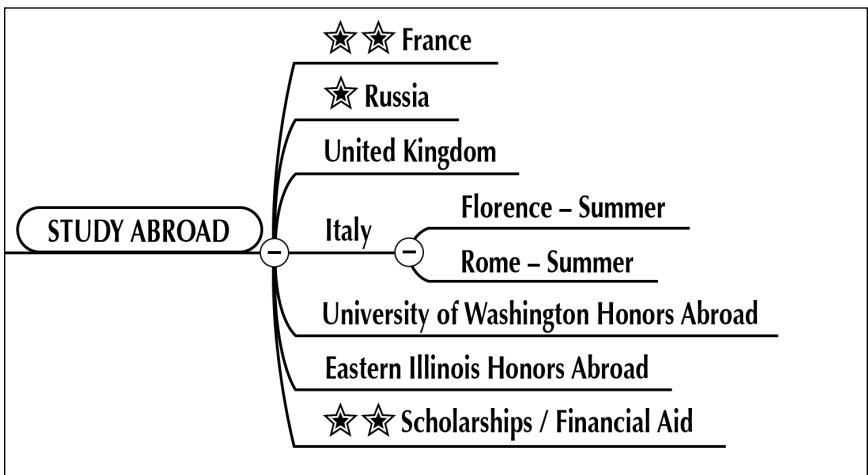 France
Russia
United Kingdom
STUDY ABROAD
Italy
Florence – Summer
Rome – Summer
University of Washington Honors Abroad
Eastern Illinois Honors Abroad
Scholarships / Financial Aid